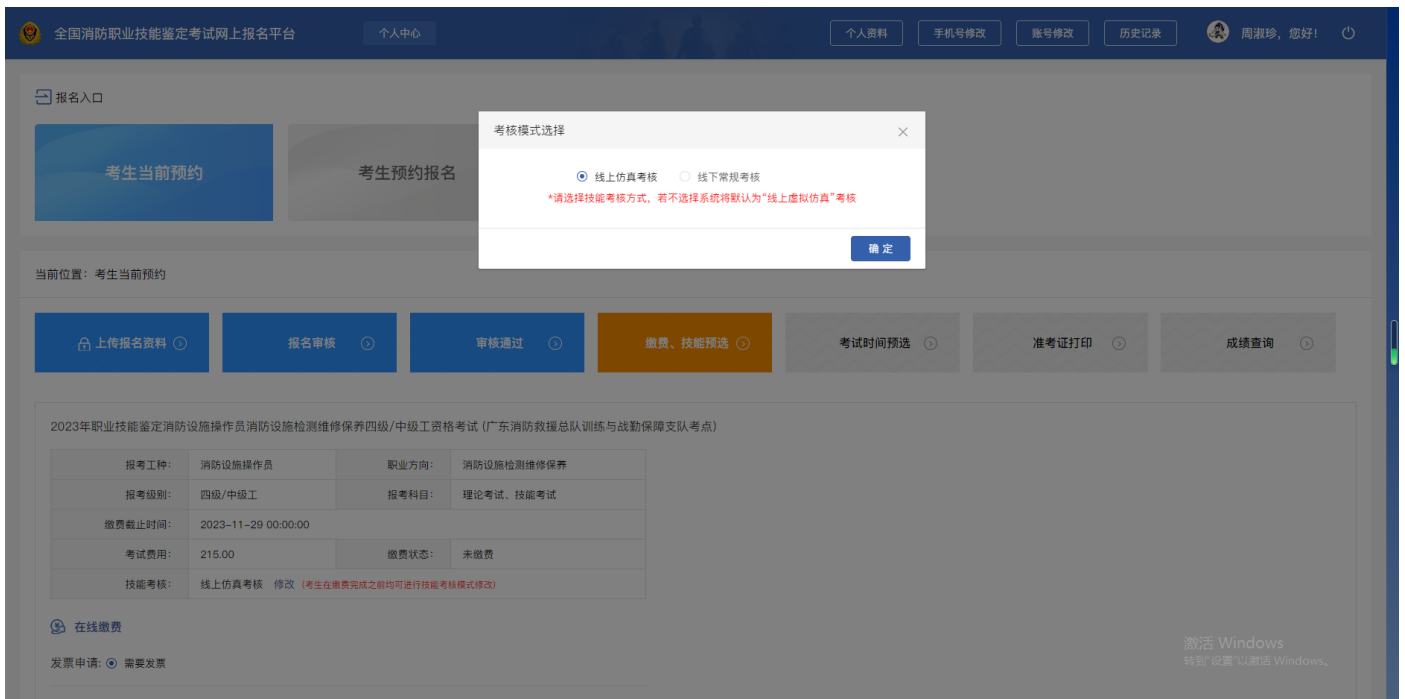 全国消防职业技能鉴定考试网上报名平台 个人中心 个人资料 手机号修改 账号修改 历史记录 周淑珍，您好！
报名入口
考核模式选择
考生当前预约 考生预约报名
线上仿真考核 线下常规考核
*请选择技能考核方式，若不选择系统将默认为“线上虚拟仿真”考核
确 定
当前位置：考生当前预约
上传报名资料 报名审核 审核通过 缴费、技能预选 考试时间预选 准考证打印 成绩查询
2023年职业技能鉴定消防设施操作员消防设施检测维修保养四级/中级工资格考试 (广东消防救援总队训练与战勤保障支队考点)
报考工种： 消防设施操作员 职业方向： 消防设施检测维修保养
报考级别： 四级/中级工 报考科目： 理论考试、技能考试
缴费截止时间： 2023-11-29 00:00:00
考试费用： 215.00 缴费状态： 未缴费
技能考核： 线上仿真考核 修改 (考生在缴费完成之前均可进行技能考核模式修改)
在线缴费
发票申请: 需要发票
激活 Windows
转到“设置”以激活 Windows。